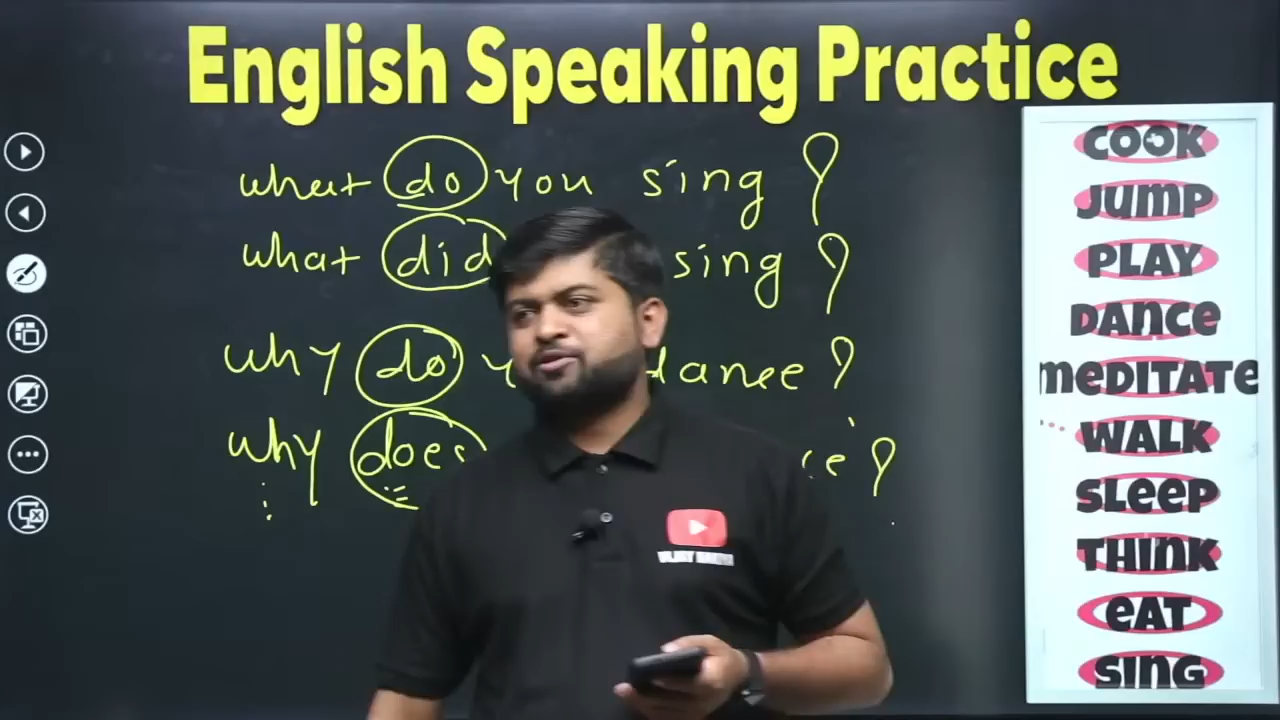 English Speaking Practice
what do you sing ?
what did sing ?
why do dance ?
why does ?
COOK
JUMP
PLAY
DANCE
MEDITATE
WALK
SLEEP
THINK
EAT
SING